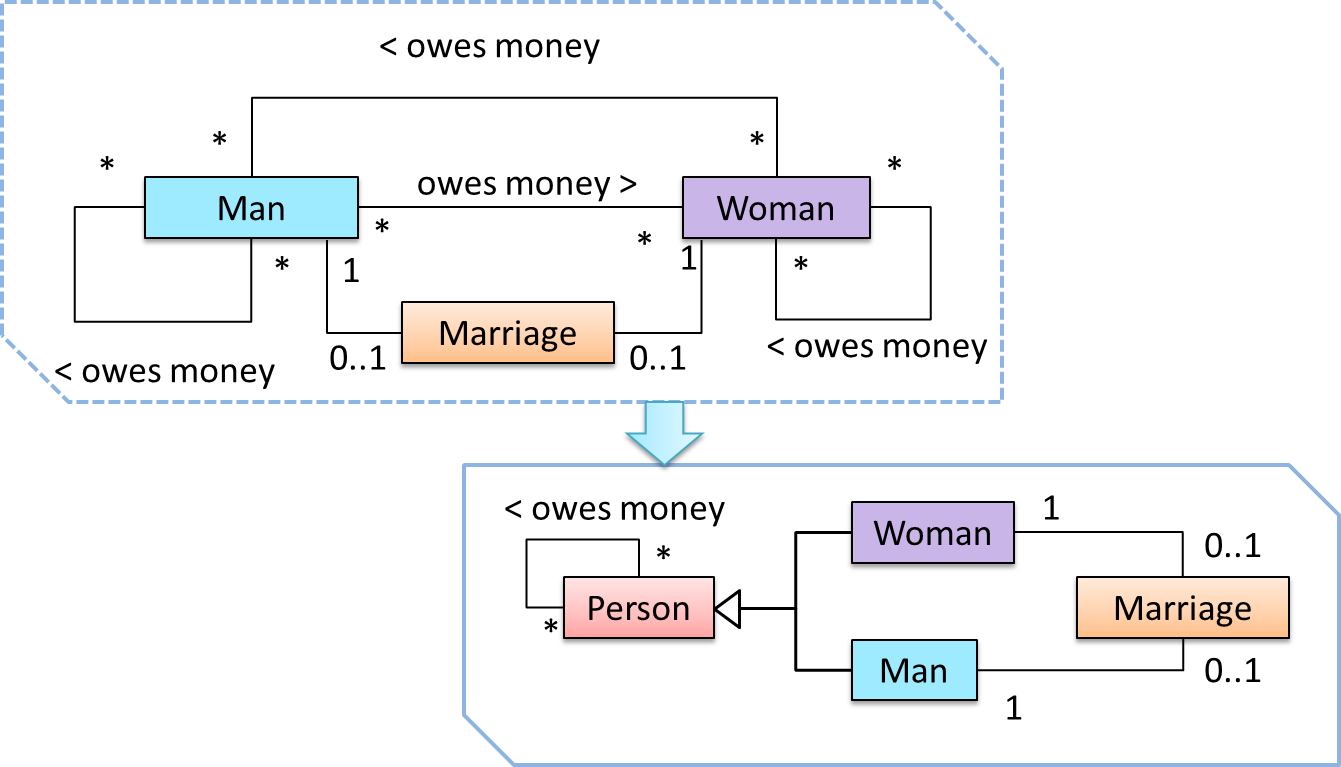 < owes money
*
*
*
*
owes money >
Man
Woman
*
*
*
1
1
*
Marriage
0..1
0..1
< owes money
< owes money
< owes money
1
*
Woman
0..1
Person
Marriage
*
Man
0..1
1